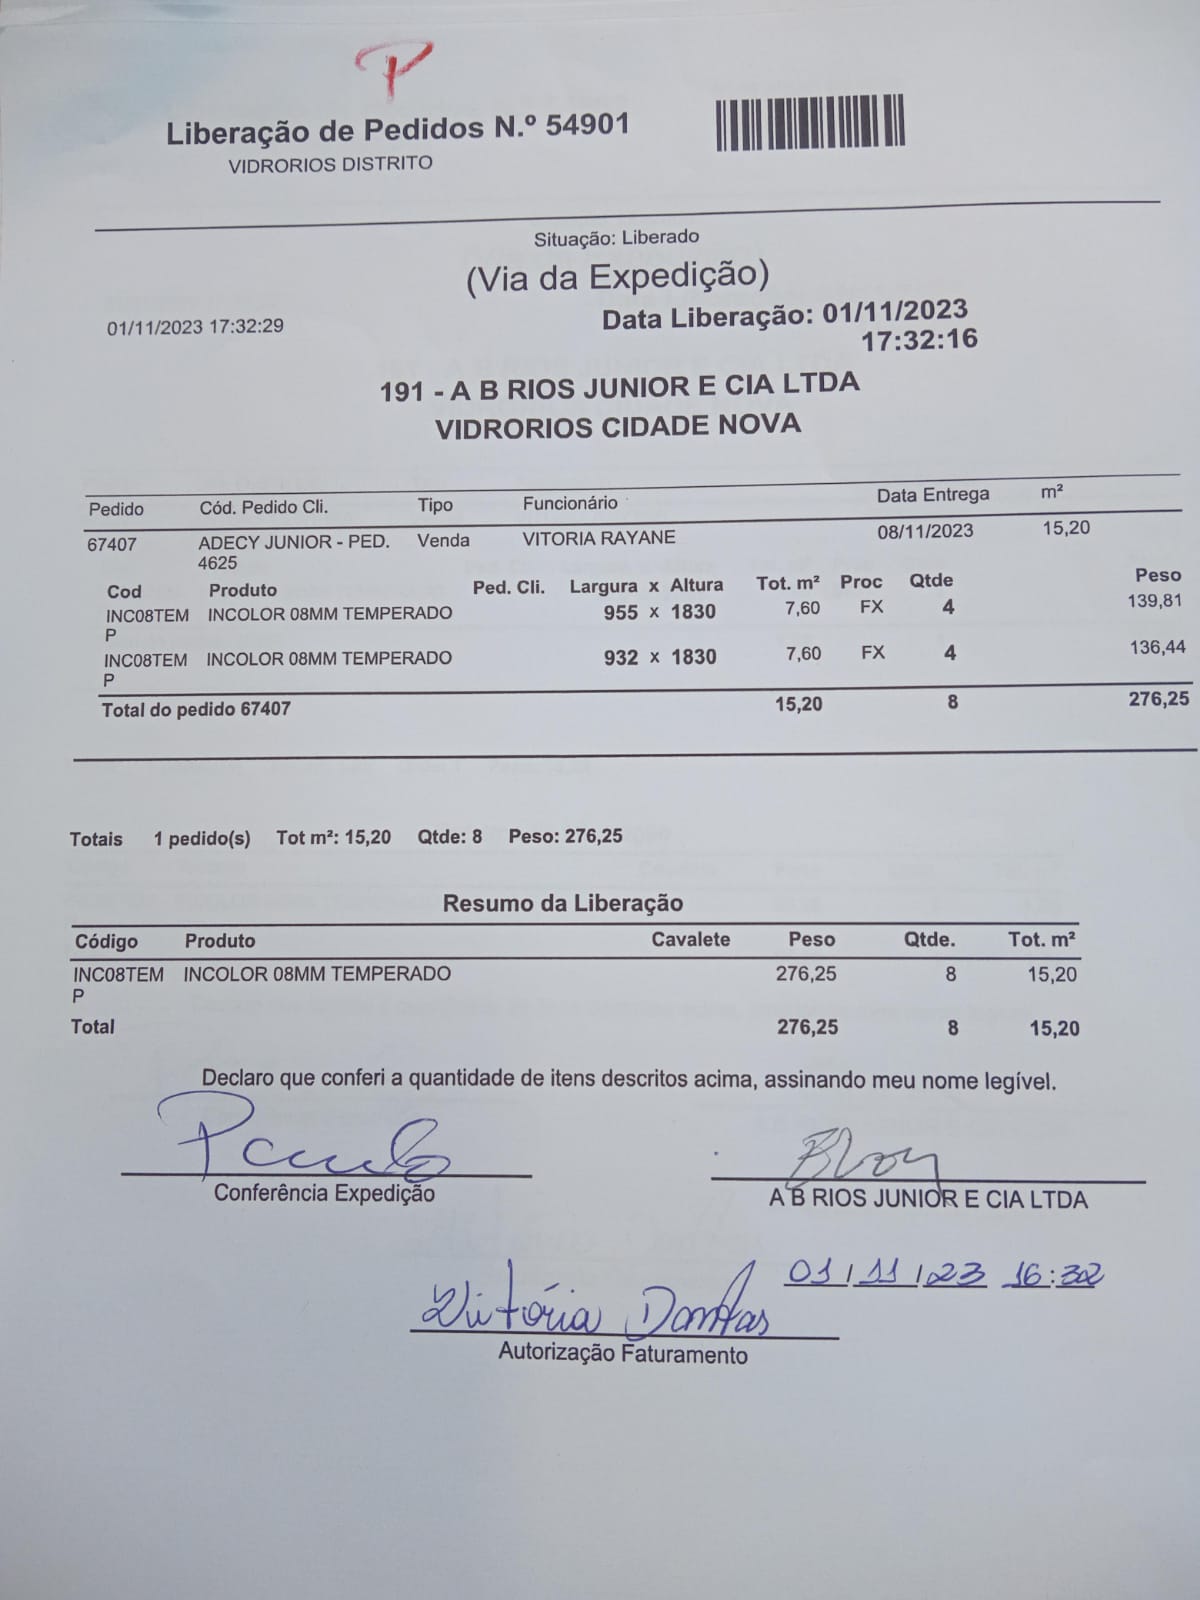 P
Liberação de Pedidos N.º 54901
VIDRORIOS DISTRITO
Situação: Liberado
(Via da Expedição)
01/11/2023 17:32:29
Data Liberação: 01/11/2023
17:32:16
191 - A B RIOS JUNIOR E CIA LTDA
VIDRORIOS CIDADE NOVA
Pedido Cód. Pedido Cli. Tipo Funcionário Data Entrega m²
67407 ADECY JUNIOR - PED. Venda VITORIA RAYANE 08/11/2023 15,20
4625
Cod Produto Ped. Cli. Largura x Altura Tot. m² Proc Qtde Peso
INC08TEM INCOLOR 08MM TEMPERADO 955 x 1830 7,60 FX 4 139,81
P
INC08TEM INCOLOR 08MM TEMPERADO 932 x 1830 7,60 FX 4 136,44
P
Total do pedido 67407 15,20 8 276,25
Totais 1 pedido(s) Tot m²: 15,20 Qtde: 8 Peso: 276,25
Resumo da Liberação
Código Produto Cavalete Peso Qtde. Tot. m²
INC08TEM INCOLOR 08MM TEMPERADO 276,25 8 15,20
P
Total 276,25 8 15,20
Declaro que conferi a quantidade de itens descritos acima, assinando meu nome legível.
Paulo
Conferência Expedição A B RIOS JUNIOR E CIA LTDA
01/11/23 16:32
Vitória Dantas
Autorização Faturamento